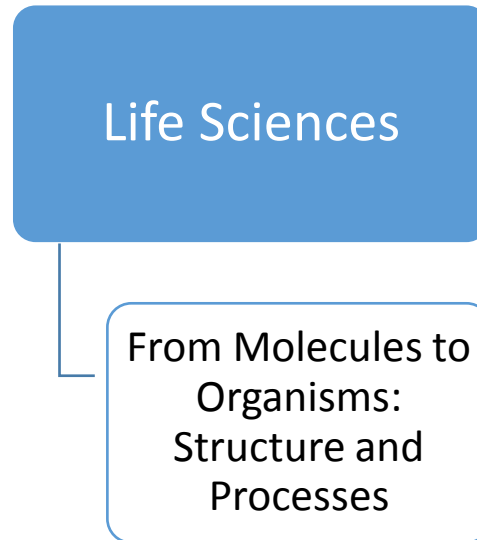 Life Sciences
From Molecules to
Organisms:
Structure and
Processes